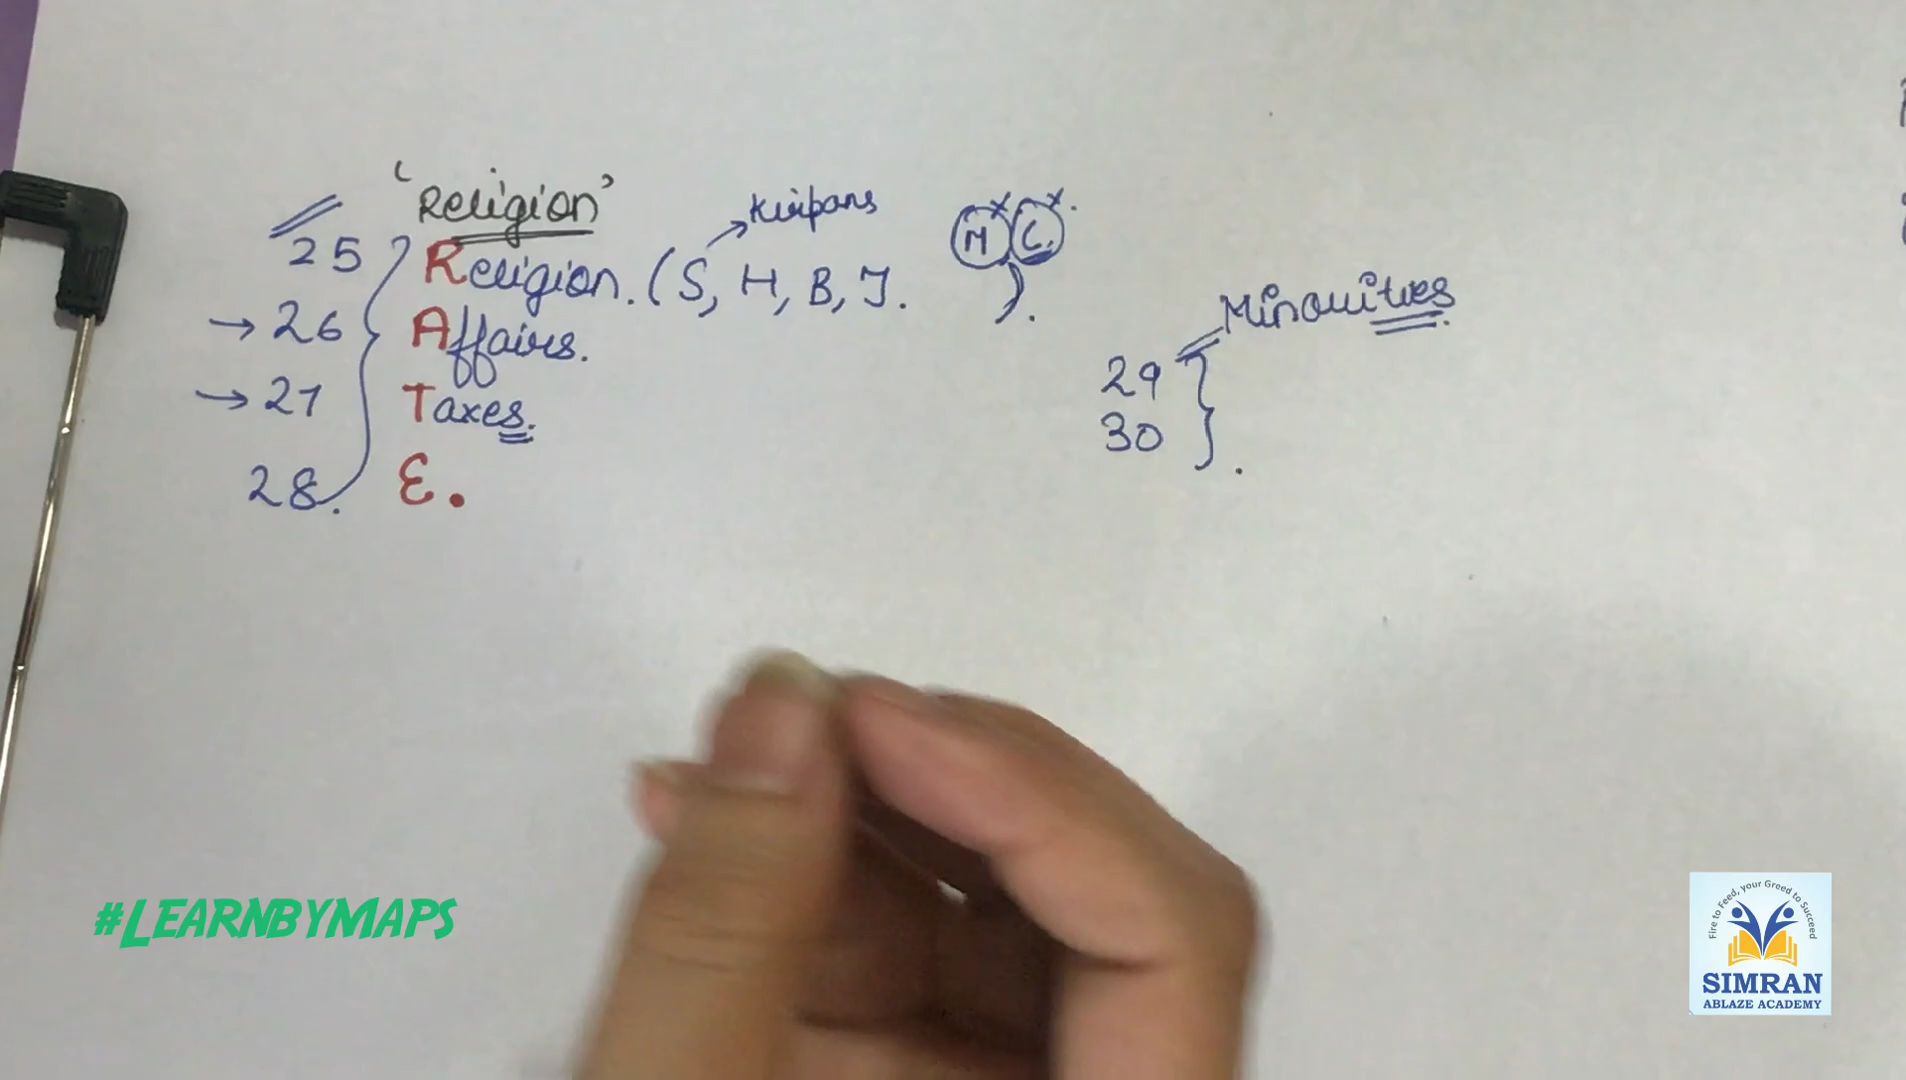 'Religion'
Kirpans
M C.
25 Religion. (S, H, B, J. ).
→ 26 Affairs.
→ 27 Taxes.
28. E.
Minorities
29
30
#LEARNBYMAPS
Fire to Feed, your Greed to Succeed
SIMRAN
ABLAZE ACADEMY